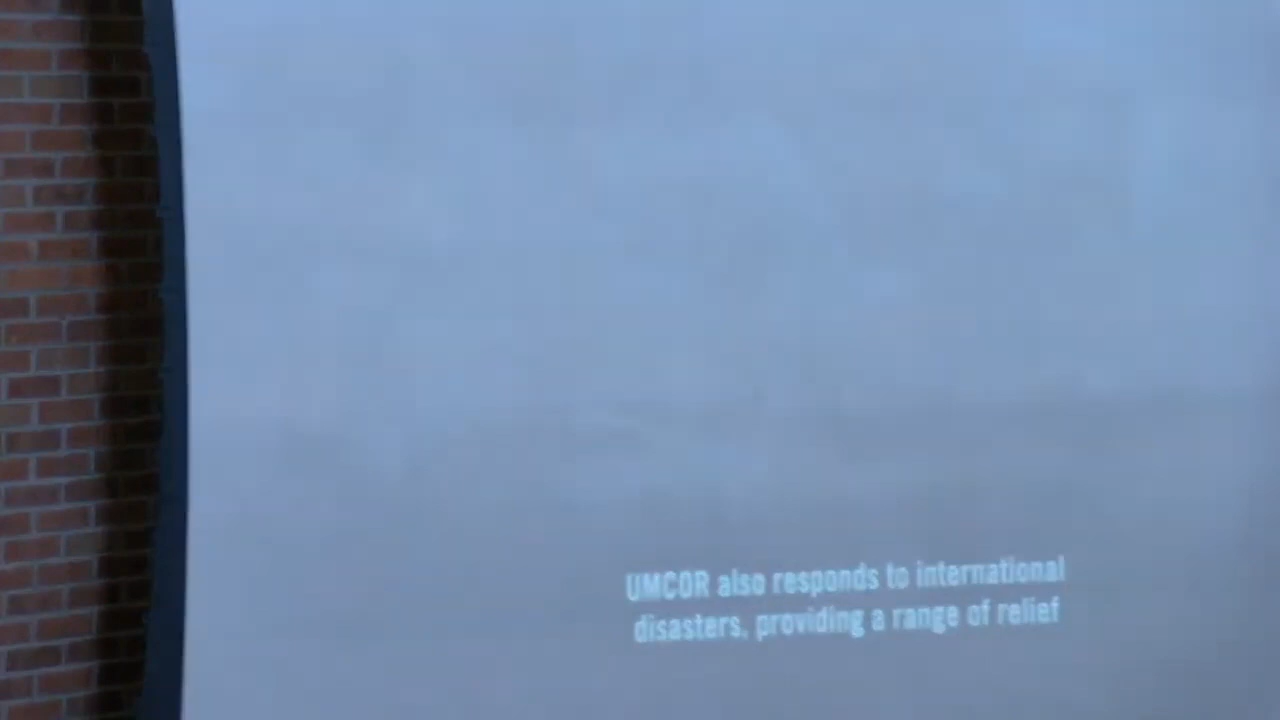 UMCOR also responds to international
disasters, providing a range of relief